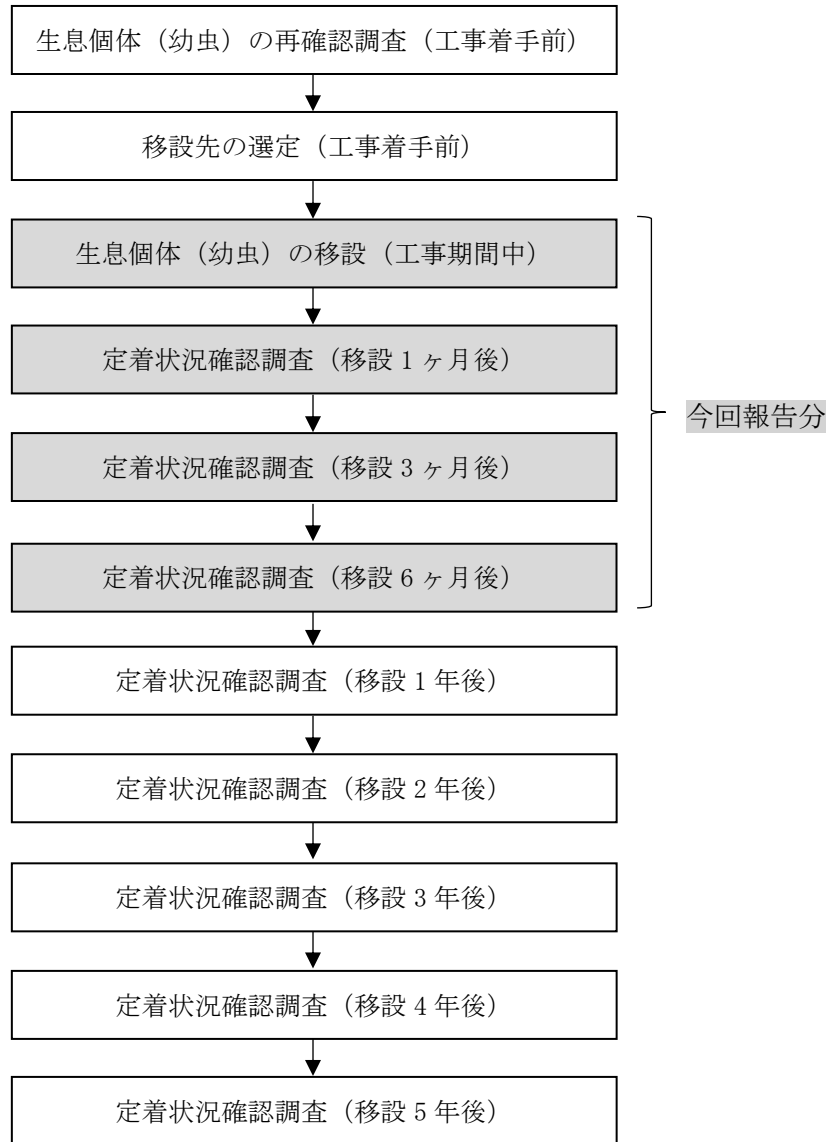 生息個体（幼虫）の再確認調査（工事着手前）
移設先の選定（工事着手前）
生息個体（幼虫）の移設（工事期間中）
定着状況確認調査（移設 1 ヶ月後）
定着状況確認調査（移設 3 ヶ月後）
定着状況確認調査（移設 6 ヶ月後）
今回報告分
定着状況確認調査（移設 1 年後）
定着状況確認調査（移設 2 年後）
定着状況確認調査（移設 3 年後）
定着状況確認調査（移設 4 年後）
定着状況確認調査（移設 5 年後）